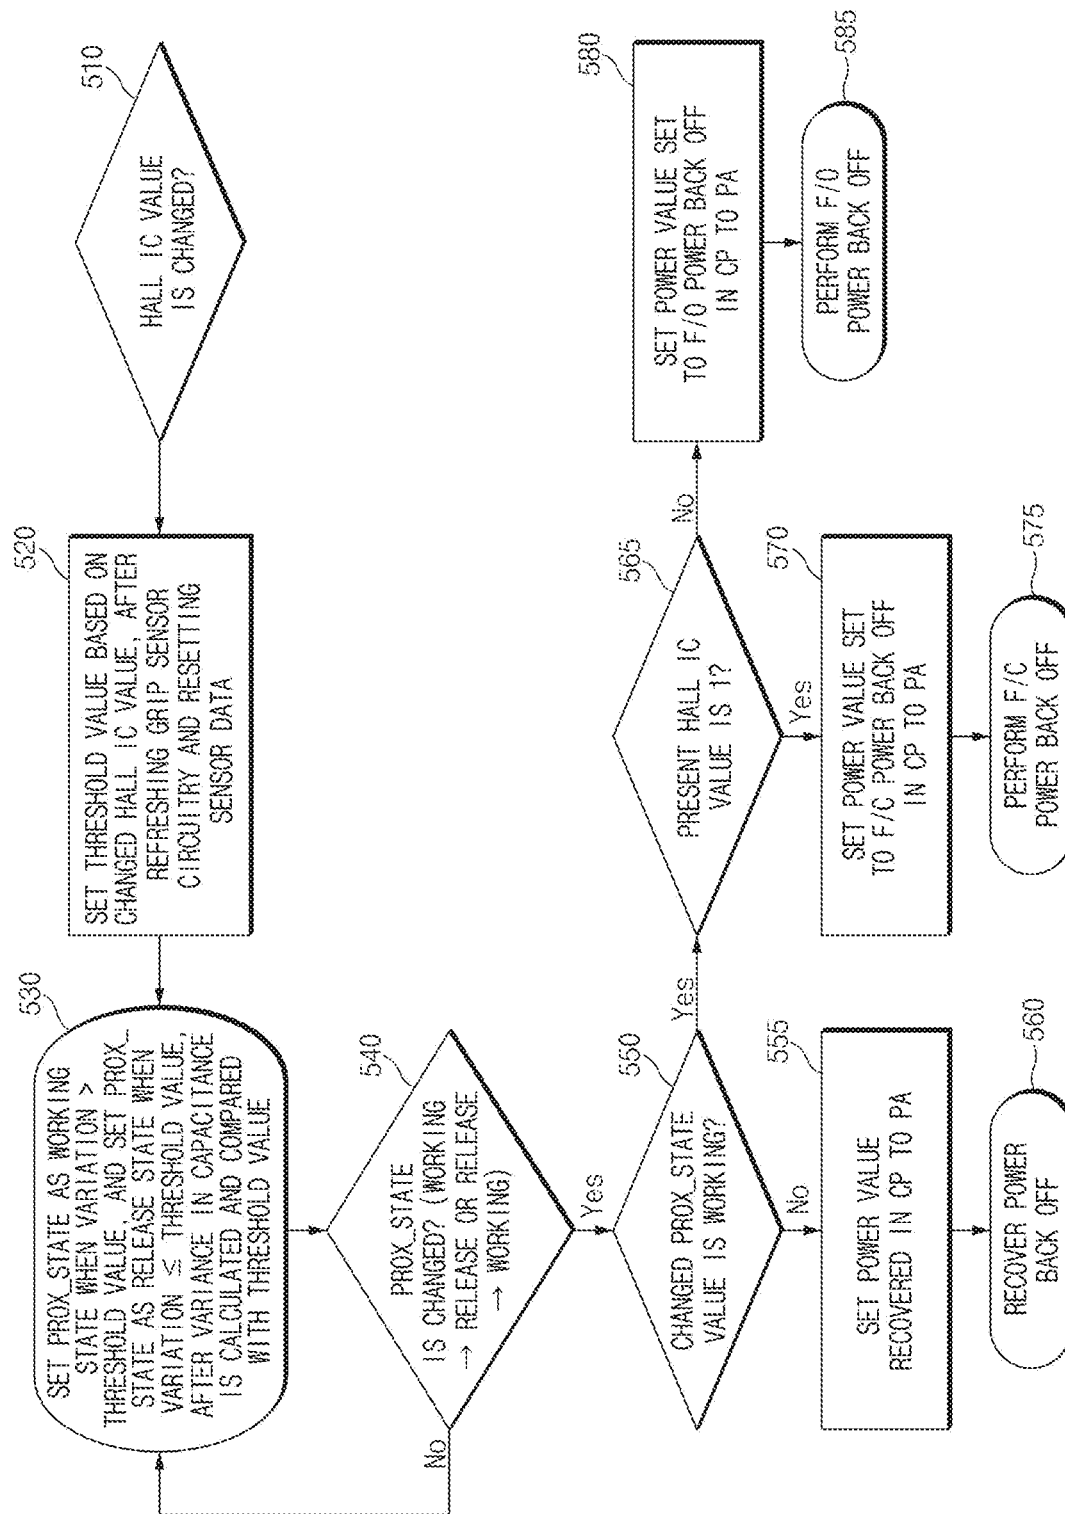 510
HALL IC VALUE
IS CHANGED?
520
SET THRESHOLD VALUE BASED ON
CHANGED HALL IC VALUE, AFTER
REFRESHING GRIP SENSOR
CIRCUITRY AND RESETTING
SENSOR DATA
530
SET PROX_STATE AS WORKING
STATE WHEN VARIATION >
THRESHOLD VALUE, AND SET PROX_
STATE AS RELEASE STATE WHEN
VARIATION ≤ THRESHOLD VALUE,
AFTER VARIANCE IN CAPACITANCE
IS CALCULATED AND COMPARED
WITH THRESHOLD VALUE
540
PROX_STATE
IS CHANGED? (WORKING
→ RELEASE OR RELEASE
→ WORKING)
No
Yes
550
CHANGED PROX_STATE
VALUE IS WORKING?
Yes
No
555
SET POWER VALUE
RECOVERED IN CP TO PA
560
RECOVER POWER
BACK OFF
565
PRESENT HALL IC
VALUE IS 1?
No
Yes
570
SET POWER VALUE SET
TO F/C POWER BACK OFF
IN CP TO PA
575
PERFORM F/C
POWER BACK OFF
580
SET POWER VALUE SET
TO F/O POWER BACK OFF
IN CP TO PA
585
PERFORM F/O
POWER BACK OFF